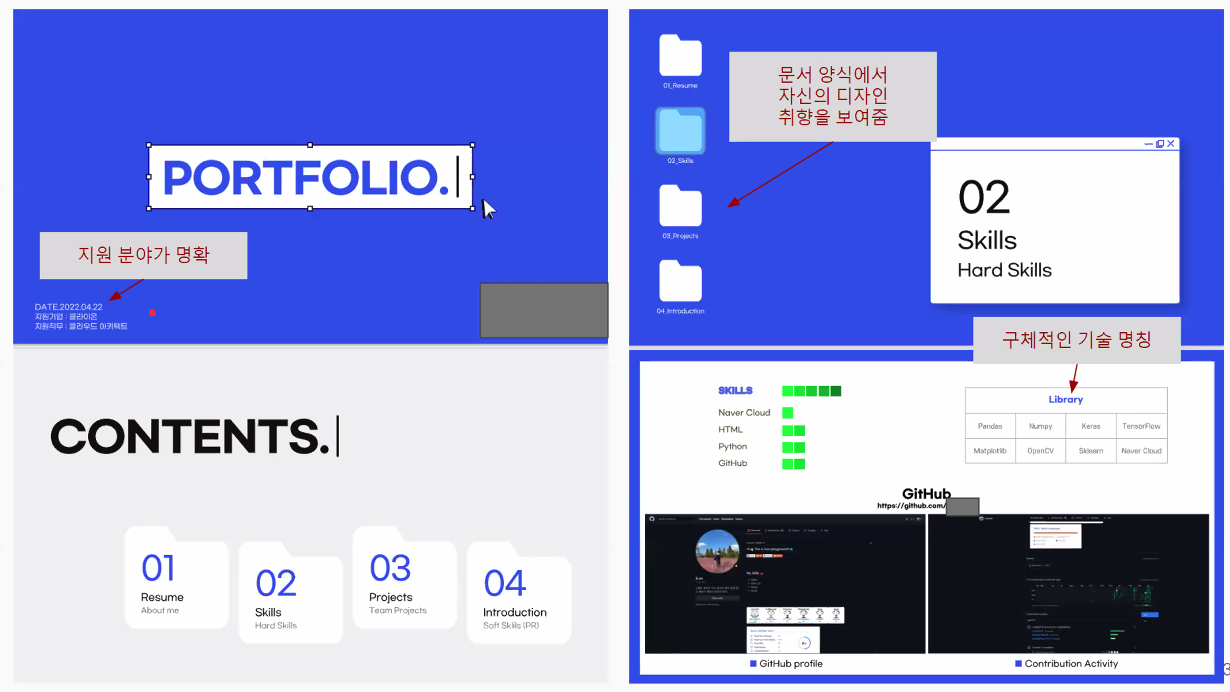 PORTFOLIO.
지원 분야가 명확
DATE.2022.04.22
지원기업 : 클라이온
지원직무 : 클라우드 아키텍트
01_Resume
02_Skills
03_Projects
04_Introduction
문서 양식에서
자신의 디자인
취향을 보여줌
02
Skills
Hard Skills
CONTENTS.
01
Resume
About me
02
Skills
Hard Skills
03
Projects
Team Projects
04
Introduction
Soft Skills (PR)
구체적인 기술 명칭
SKILLS
Naver Cloud
HTML
Python
GitHub
Library
Pandas Numpy Keras TensorFlow
Matplotlib OpenCV Sklearn Naver Cloud
GitHub
https://github.com/
GitHub profile
Contribution Activity
3